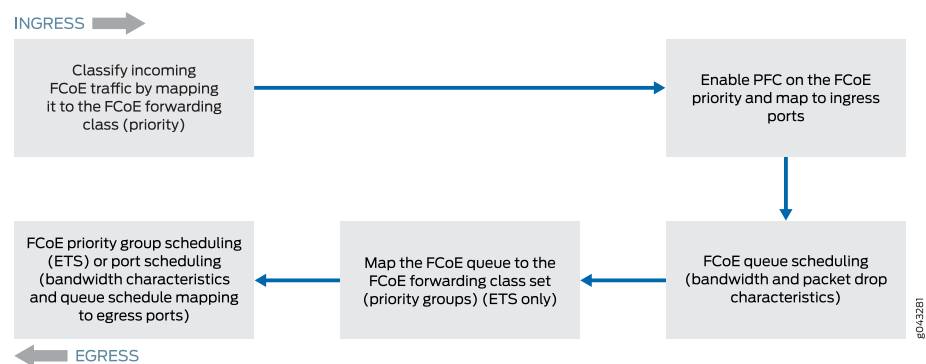 INGRESS
Classify incoming
FCoE traffic by mapping
it to the FCoE forwarding
class (priority)
Enable PFC on the FCoE
priority and map to ingress
ports
FCoE queue scheduling
(bandwidth and packet drop
characteristics)
Map the FCoE queue to the
FCoE forwarding class set
(priority groups) (ETS only)
FCoE priority group scheduling
(ETS) or port scheduling
(bandwidth characteristics
and queue schedule mapping
to egress ports)
EGRESS
g043281